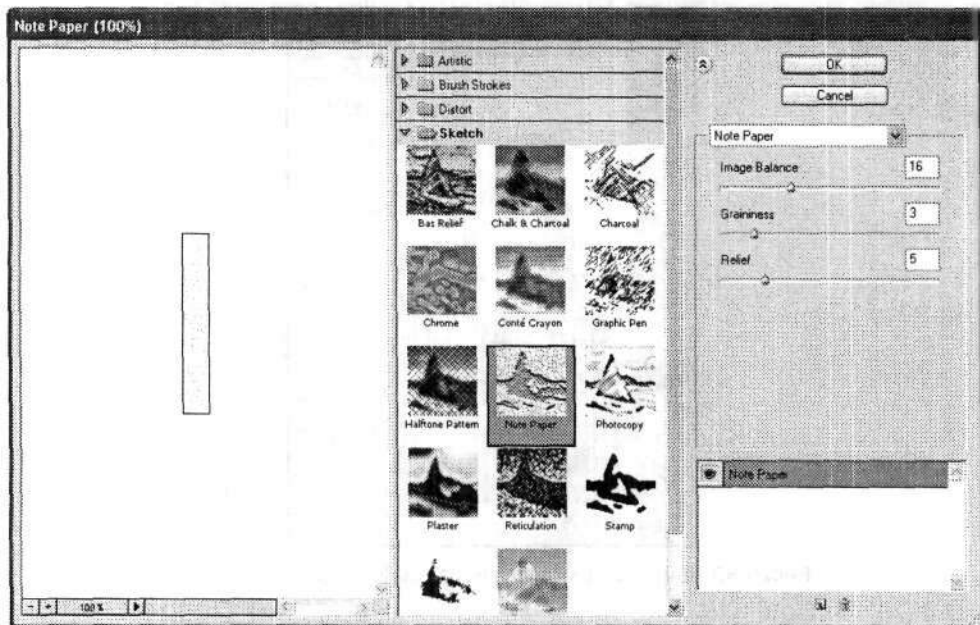 Note Paper (100%)
Artistic
Brush Strokes
Distort
Sketch
Bas Relief
Chalk & Charcoal
Charcoal
Chrome
Conté Crayon
Graphic Pen
Halftone Pattern
Note Paper
Photocopy
Plaster
Reticulation
Stamp
100%
OK
Cancel
Note Paper
Image Balance 16
Graininess 3
Relief 5
Note Paper